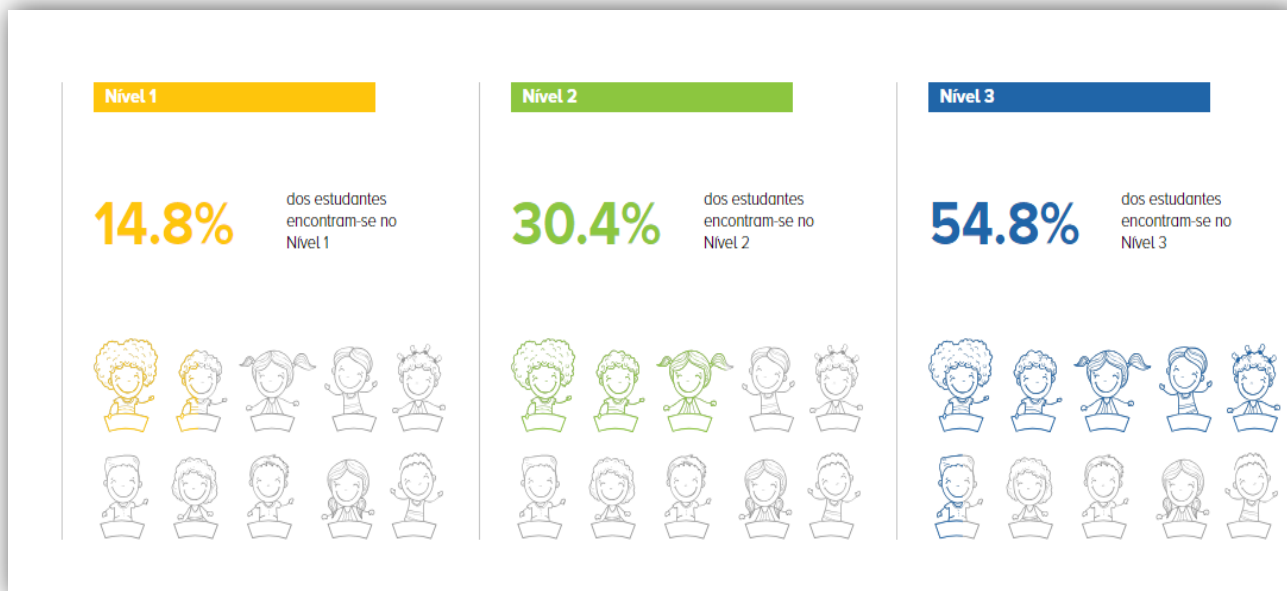 Nível 1
14.8%
dos estudantes
encontram-se no
Nível 1
Nível 2
30.4%
dos estudantes
encontram-se no
Nível 2
Nível 3
54.8%
dos estudantes
encontram-se no
Nível 3